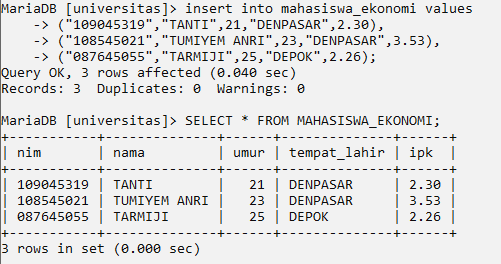 MariaDB [universitas]> insert into mahasiswa_ekonomi values
    -> ("109045319","TANTI",21,"DENPASAR",2.30),
    -> ("108545021","TUMIYEM ANRI",23,"DENPASAR",3.53),
    -> ("087645055","TARMIJI",25,"DEPOK",2.26);
Query OK, 3 rows affected (0.040 sec)
Records: 3  Duplicates: 0  Warnings: 0

MariaDB [universitas]> SELECT * FROM MAHASISWA_EKONOMI;
+-----------+--------------+------+--------------+------+
| nim       | nama         | umur | tempat_lahir | ipk  |
+-----------+--------------+------+--------------+------+
| 109045319 | TANTI        |   21 | DENPASAR     | 2.30 |
| 108545021 | TUMIYEM ANRI |   23 | DENPASAR     | 3.53 |
| 087645055 | TARMIJI      |   25 | DEPOK        | 2.26 |
+-----------+--------------+------+--------------+------+
3 rows in set (0.000 sec)